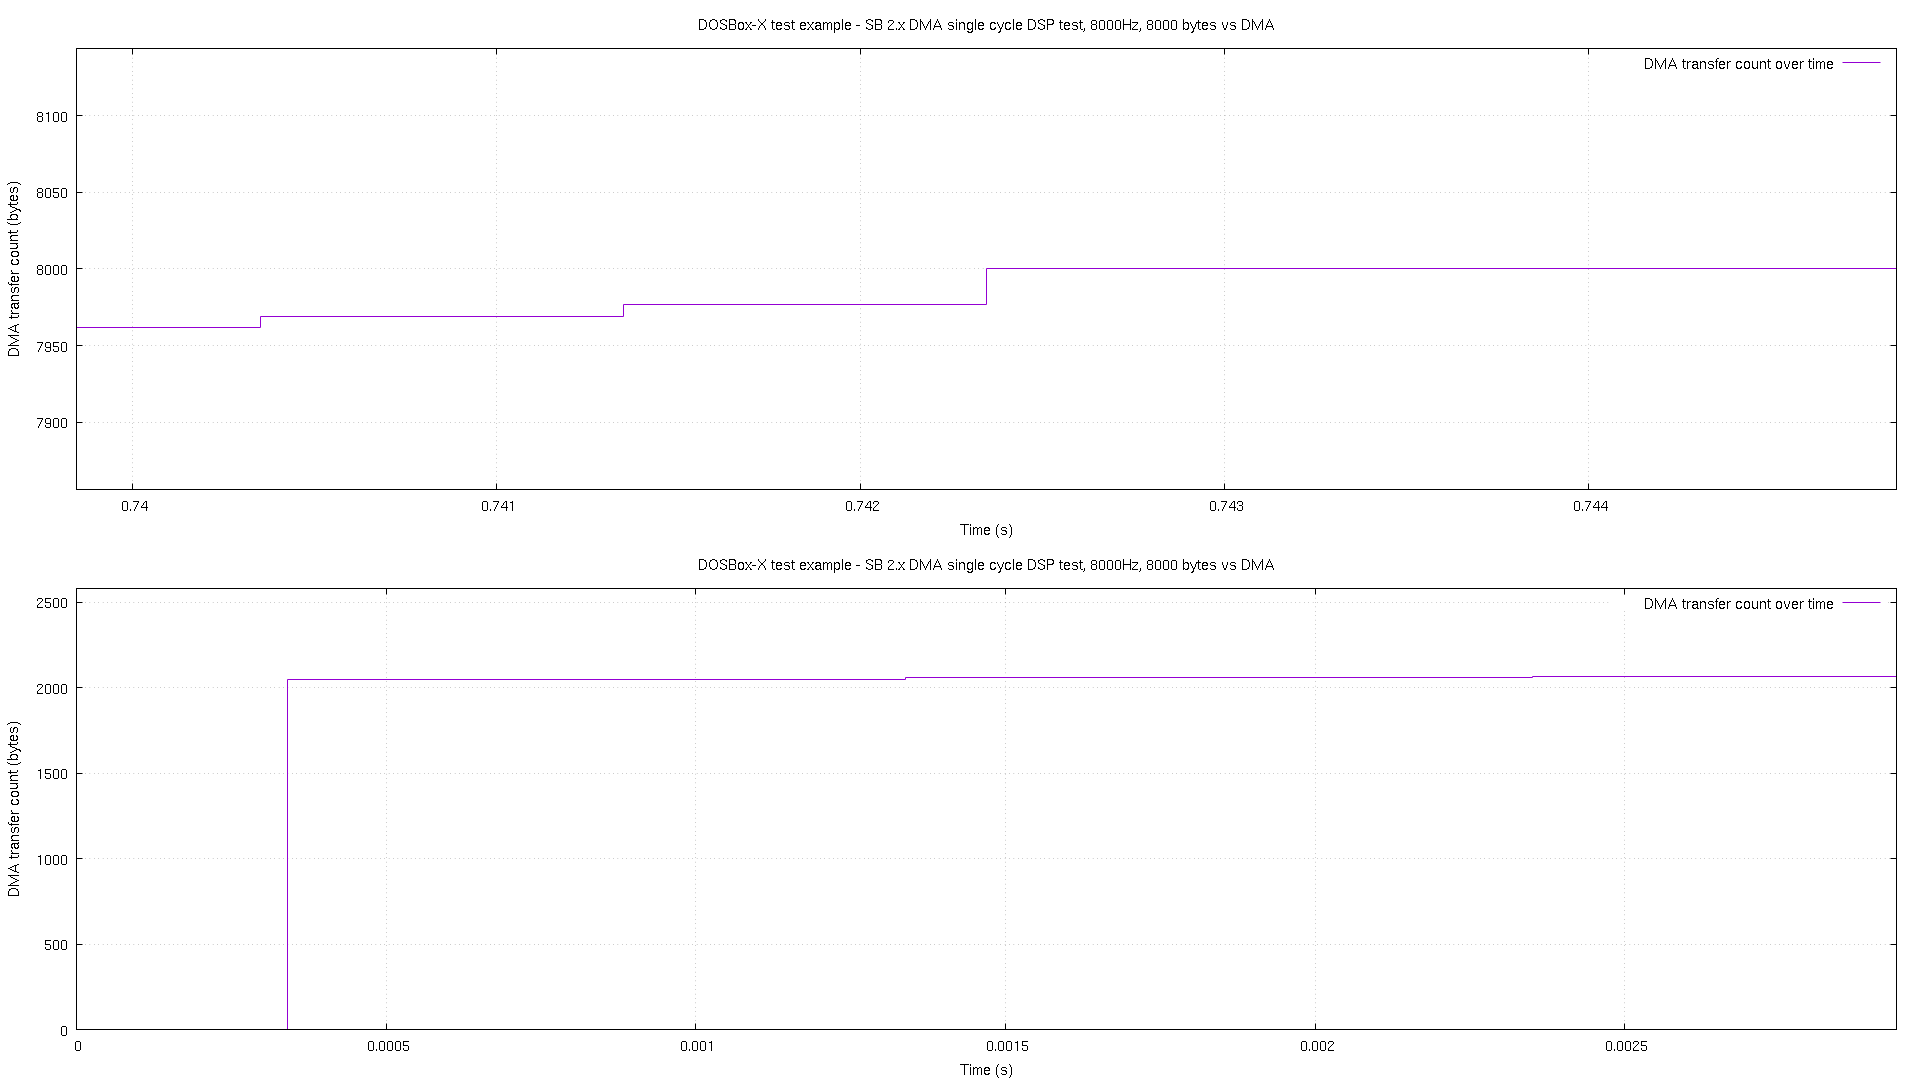 DOSBox-X test example - SB 2.x DMA single cycle DSP test, 8000Hz, 8000 bytes vs DMA
DMA transfer count over time
8100
8050
8000
7950
7900
DMA transfer count (bytes)
0.74 0.741 0.742 0.743 0.744
Time (s)
DOSBox-X test example - SB 2.x DMA single cycle DSP test, 8000Hz, 8000 bytes vs DMA
DMA transfer count over time
2500
2000
1500
1000
500
0
DMA transfer count (bytes)
0 0.0005 0.001 0.0015 0.002 0.0025
Time (s)